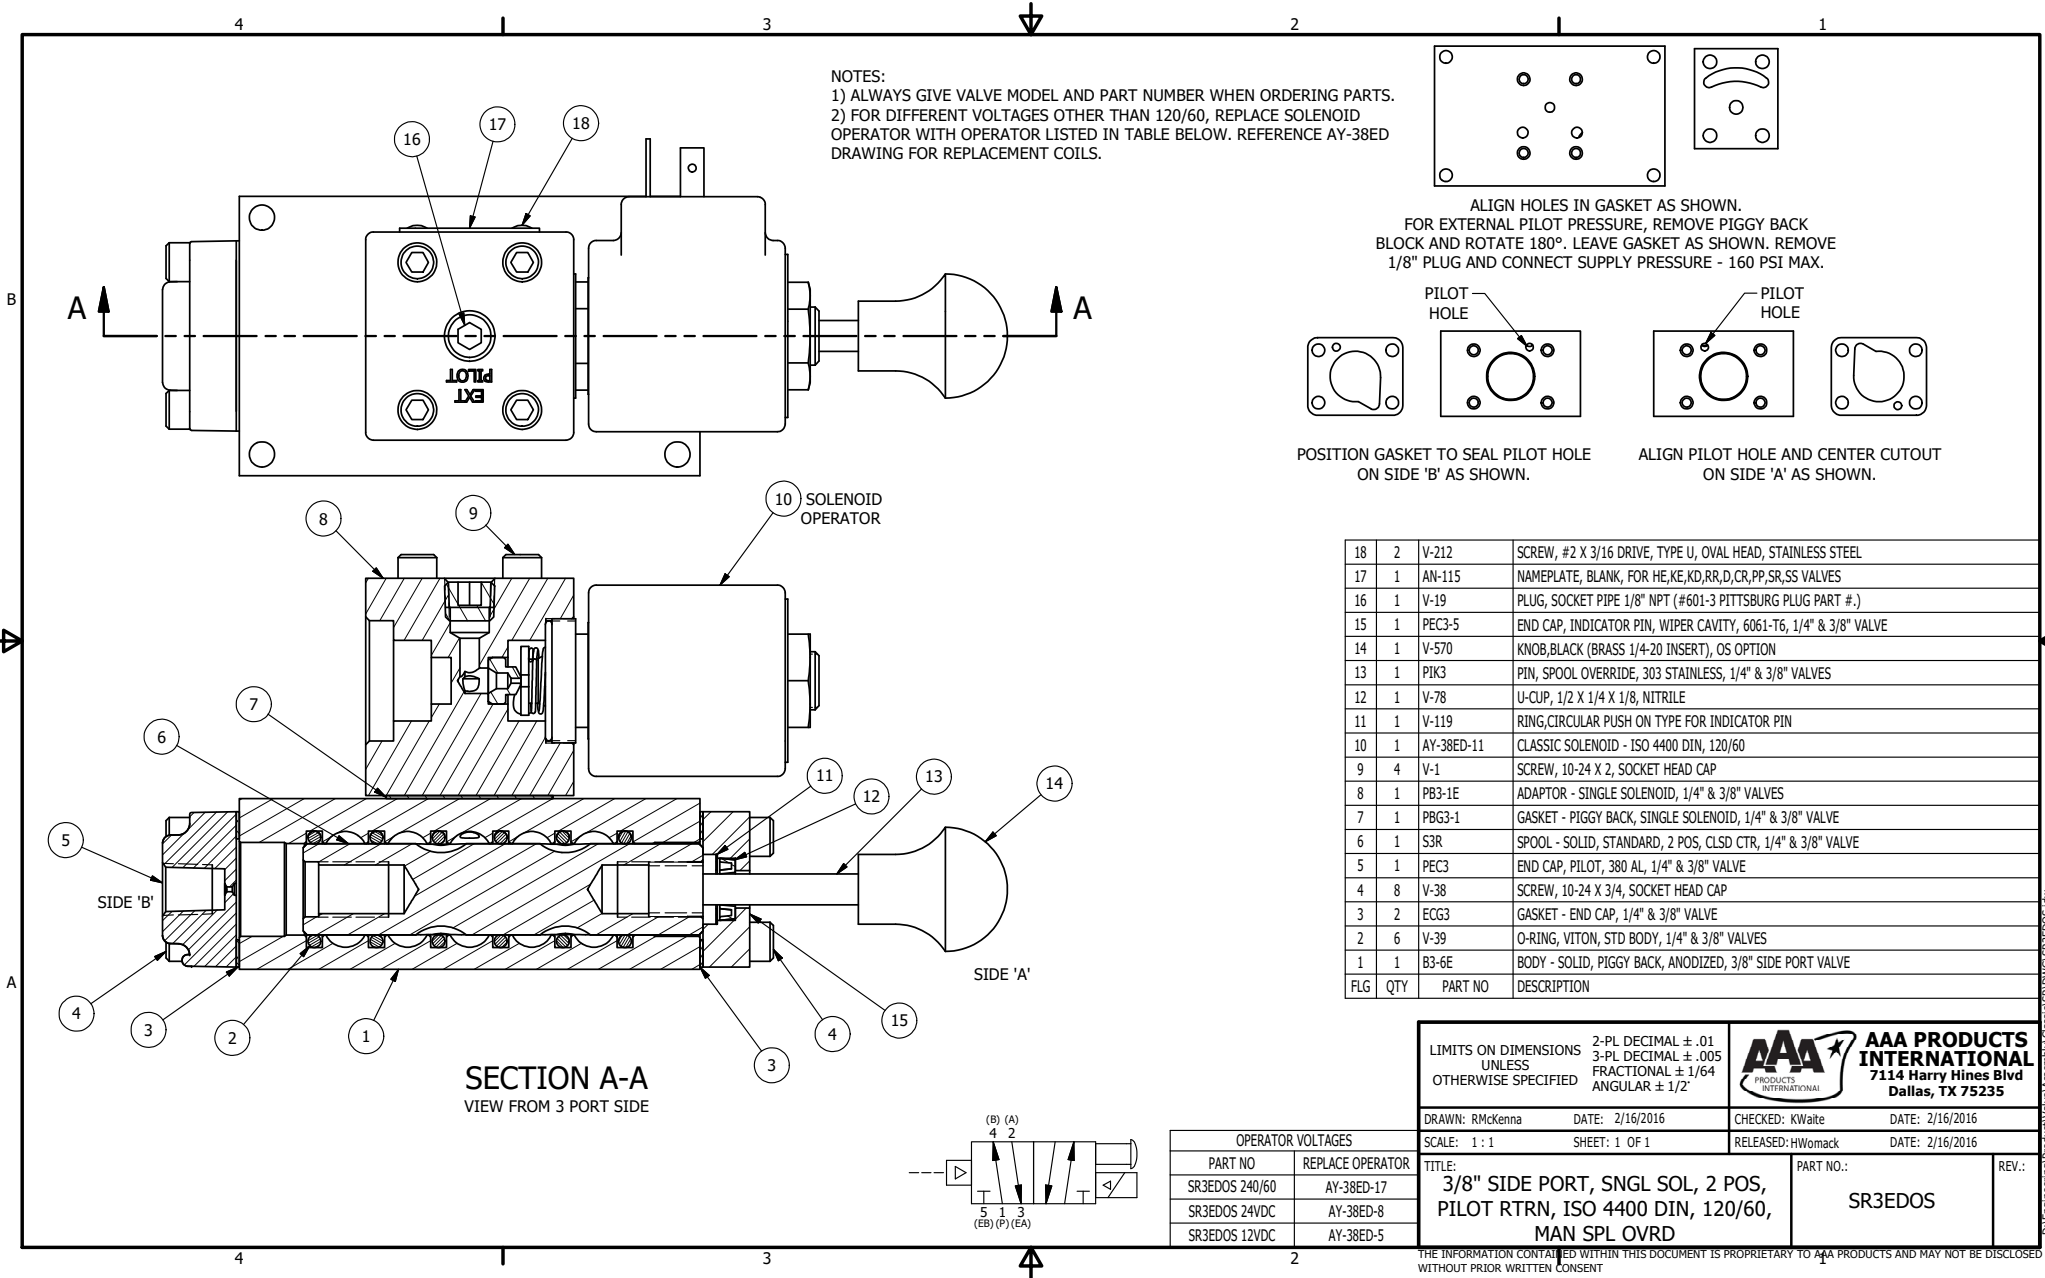 4
3
2
1
NOTES:
1) ALWAYS GIVE VALVE MODEL AND PART NUMBER WHEN ORDERING PARTS.
2) FOR DIFFERENT VOLTAGES OTHER THAN 120/60, REPLACE SOLENOID
OPERATOR WITH OPERATOR LISTED IN TABLE BELOW. REFERENCE AY-38ED
DRAWING FOR REPLACEMENT COILS.
16
17
18
ALIGN HOLES IN GASKET AS SHOWN.
FOR EXTERNAL PILOT PRESSURE, REMOVE PIGGY BACK
BLOCK AND ROTATE 180°. LEAVE GASKET AS SHOWN. REMOVE
1/8" PLUG AND CONNECT SUPPLY PRESSURE - 160 PSI MAX.
B
A
A
EXT
PILOT
PILOT
HOLE
PILOT
HOLE
POSITION GASKET TO SEAL PILOT HOLE
ON SIDE 'B' AS SHOWN.
ALIGN PILOT HOLE AND CENTER CUTOUT
ON SIDE 'A' AS SHOWN.
8
9
10
SOLENOID
OPERATOR
7
6
5
11
12
13
14
SIDE 'B'
SIDE 'A'
A
4
3
2
1
3
4
15
SECTION A-A
VIEW FROM 3 PORT SIDE
18 2 V-212 SCREW, #2 X 3/16 DRIVE, TYPE U, OVAL HEAD, STAINLESS STEEL
17 1 AN-115 NAMEPLATE, BLANK, FOR HE,KE,KD,RR,D,CR,PP,SR,SS VALVES
16 1 V-19 PLUG, SOCKET PIPE 1/8" NPT (#601-3 PITTSBURG PLUG PART #.)
15 1 PEC3-5 END CAP, INDICATOR PIN, WIPER CAVITY, 6061-T6, 1/4" & 3/8" VALVE
14 1 V-570 KNOB,BLACK (BRASS 1/4-20 INSERT), OS OPTION
13 1 PIK3 PIN, SPOOL OVERRIDE, 303 STAINLESS, 1/4" & 3/8" VALVES
12 1 V-78 U-CUP, 1/2 X 1/4 X 1/8, NITRILE
11 1 V-119 RING,CIRCULAR PUSH ON TYPE FOR INDICATOR PIN
10 1 AY-38ED-11 CLASSIC SOLENOID - ISO 4400 DIN, 120/60
9 4 V-1 SCREW, 10-24 X 2, SOCKET HEAD CAP
8 1 PB3-1E ADAPTOR - SINGLE SOLENOID, 1/4" & 3/8" VALVES
7 1 PBG3-1 GASKET - PIGGY BACK, SINGLE SOLENOID, 1/4" & 3/8" VALVE
6 1 S3R SPOOL - SOLID, STANDARD, 2 POS, CLSD CTR, 1/4" & 3/8" VALVE
5 1 PEC3 END CAP, PILOT, 380 AL, 1/4" & 3/8" VALVE
4 8 V-38 SCREW, 10-24 X 3/4, SOCKET HEAD CAP
3 2 ECG3 GASKET - END CAP, 1/4" & 3/8" VALVE
2 6 V-39 O-RING, VITON, STD BODY, 1/4" & 3/8" VALVES
1 1 B3-6E BODY - SOLID, PIGGY BACK, ANODIZED, 3/8" SIDE PORT VALVE
FLG QTY PART NO DESCRIPTION
LIMITS ON DIMENSIONS
UNLESS
OTHERWISE SPECIFIED
2-PL DECIMAL ± .01
3-PL DECIMAL ± .005
FRACTIONAL ± 1/64
ANGULAR ± 1/2°
AAA
PRODUCTS
INTERNATIONAL
AAA PRODUCTS
INTERNATIONAL
7114 Harry Hines Blvd
Dallas, TX 75235
DRAWN: RMcKenna DATE: 2/16/2016 CHECKED: KWaite DATE: 2/16/2016
SCALE: 1 : 1 SHEET: 1 OF 1 RELEASED: HWomack DATE: 2/16/2016
TITLE:
3/8" SIDE PORT, SNGL SOL, 2 POS,
PILOT RTRN, ISO 4400 DIN, 120/60,
MAN SPL OVRD
PART NO.:
SR3EDOS
REV.:
(B) (A)
4 2
5 1 3
(EB) (P) (EA)
OPERATOR VOLTAGES
PART NO REPLACE OPERATOR
SR3EDOS 240/60 AY-38ED-17
SR3EDOS 24VDC AY-38ED-8
SR3EDOS 12VDC AY-38ED-5
4
3
2
1
THE INFORMATION CONTAINED WITHIN THIS DOCUMENT IS PROPRIETARY TO AAA PRODUCTS AND MAY NOT BE DISCLOSED
WITHOUT PRIOR WRITTEN CONSENT